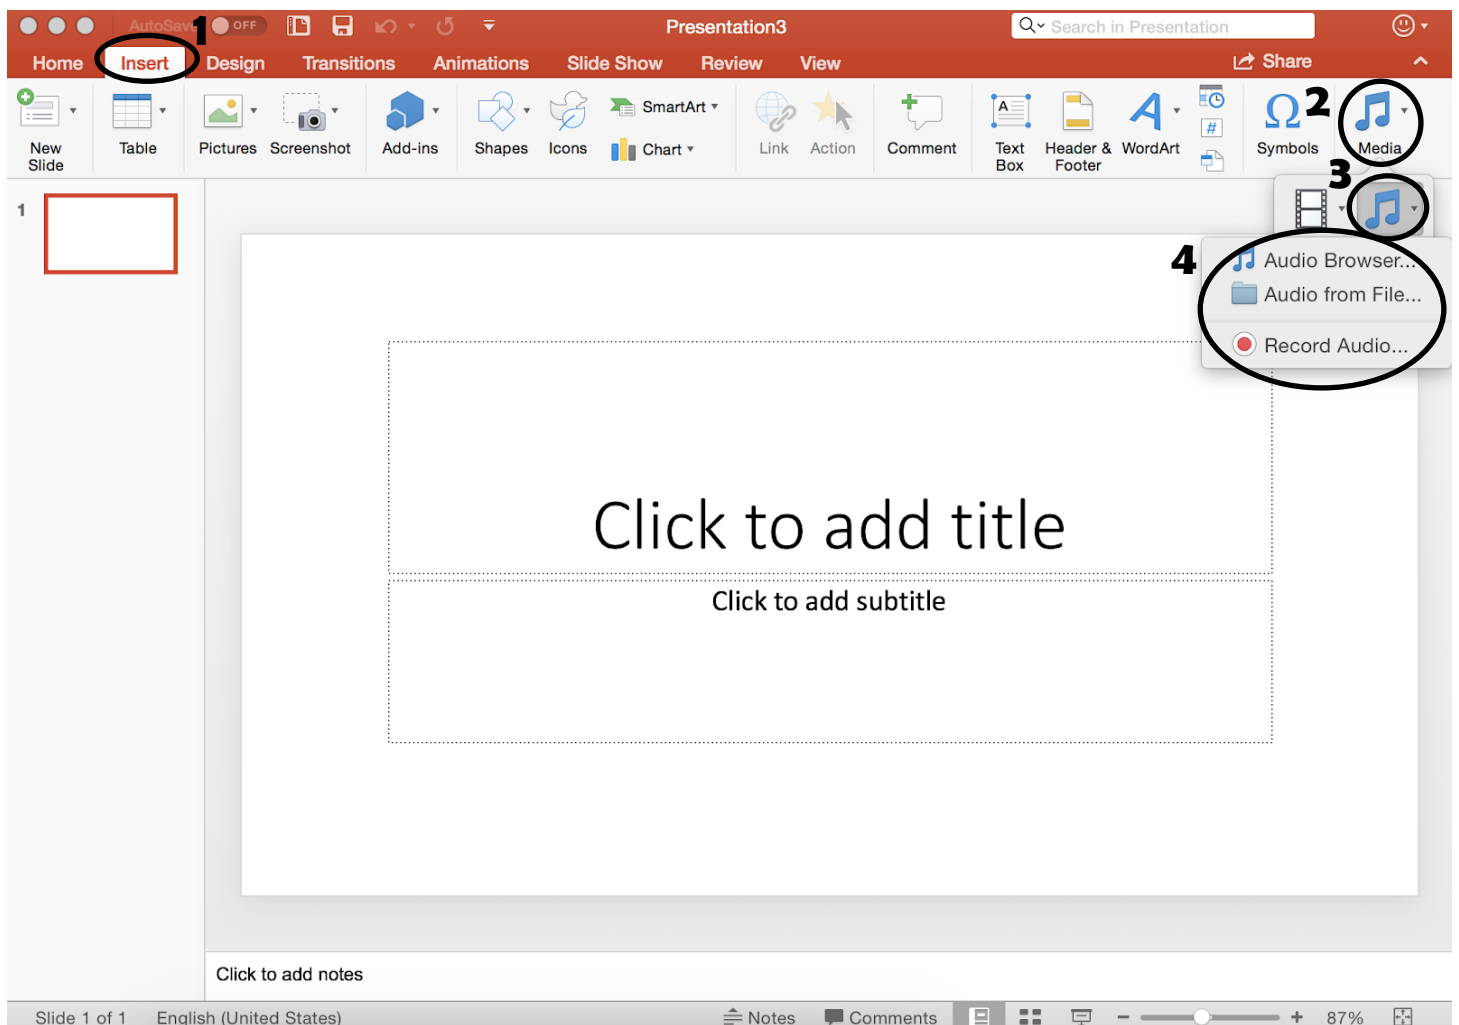 AutoSave OFF Presentation3 Search in Presentation
1
Home Insert Design Transitions Animations Slide Show Review View Share
2
New Slide
Table
Pictures
Screenshot
Add-ins
Shapes
Icons
SmartArt
Chart
Link
Action
Comment
A
Text Box
Header & Footer
A
WordArt
#
Ω
Symbols
Media
3
4
Audio Browser...
Audio from File...
Record Audio...
1
Click to add title
Click to add subtitle
Click to add notes
Slide 1 of 1 English (United States) Notes Comments 87%